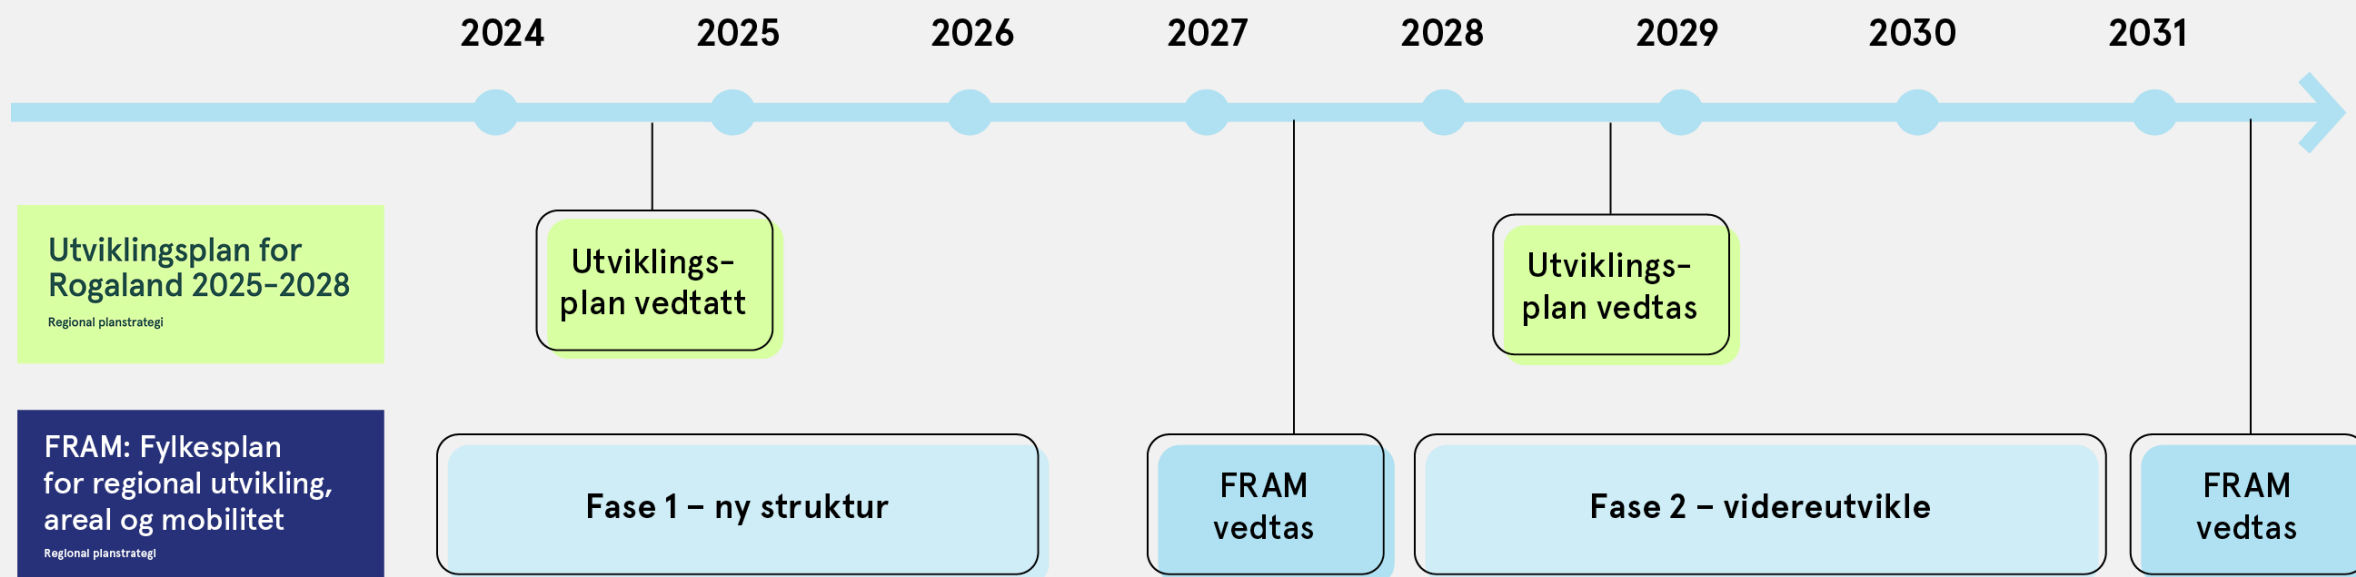 2024 2025 2026 2027 2028 2029 2030 2031
Utviklingsplan for
Rogaland 2025-2028
Regional planstrategi
Utviklings-
plan vedtatt
Utviklings-
plan vedtas
FRAM: Fylkesplan
for regional utvikling,
areal og mobilitet
Regional planstrategi
Fase 1 – ny struktur
FRAM
vedtas
Fase 2 – videreutvikle
FRAM
vedtas